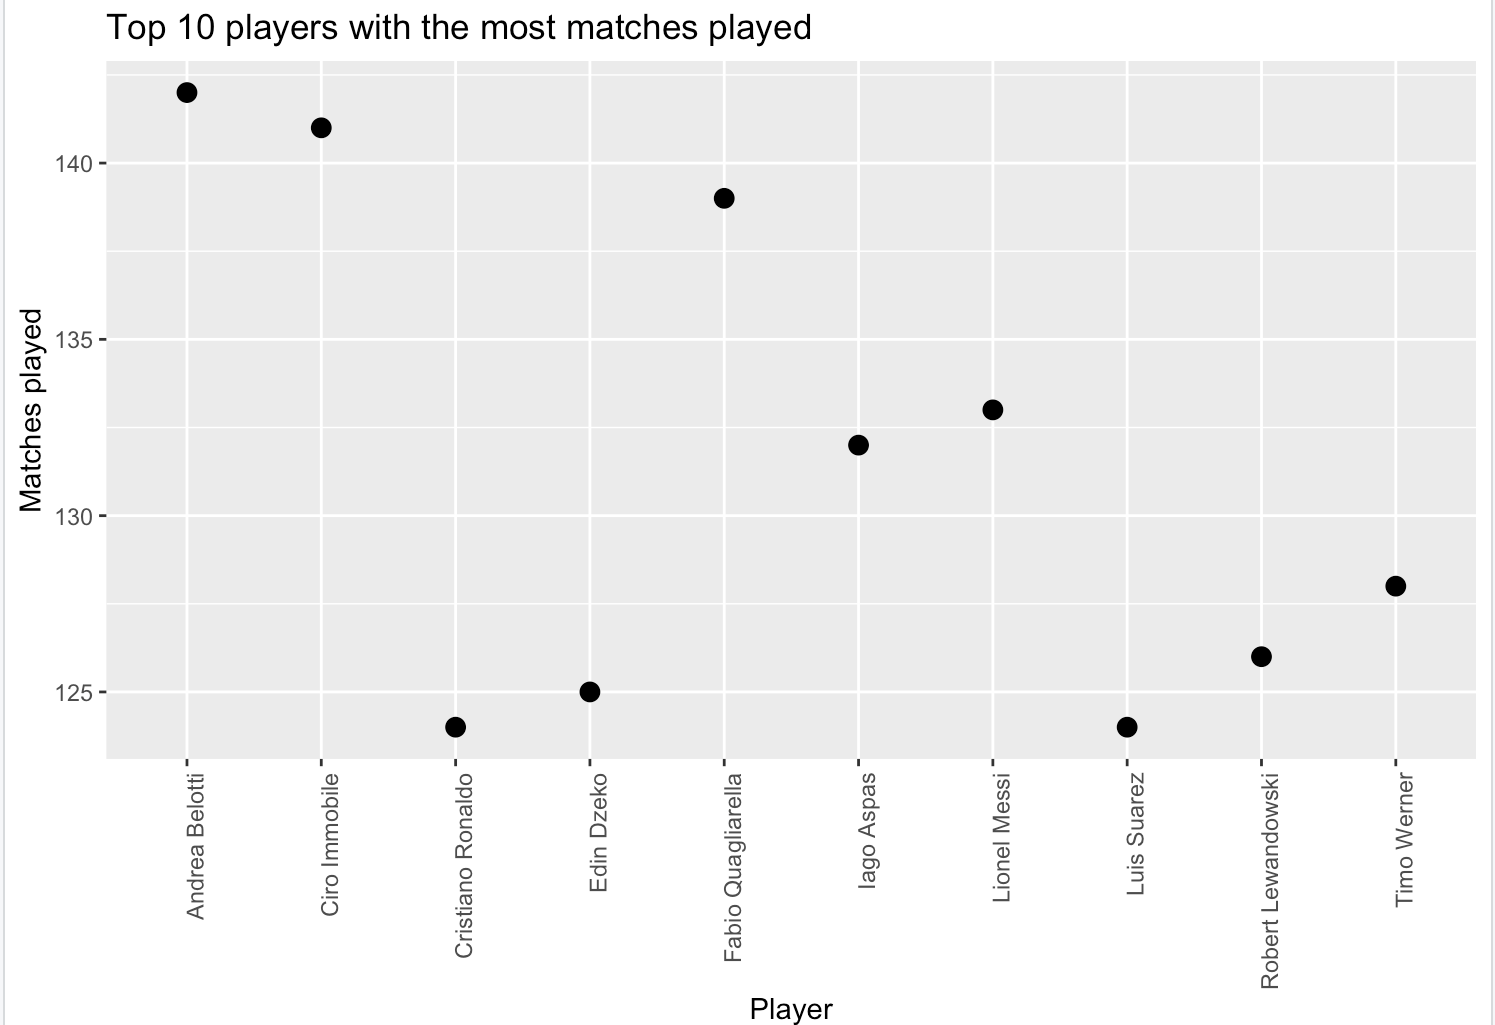 Top 10 players with the most matches played
Matches played
140
135
130
125
Andrea Belotti
Ciro Immobile
Cristiano Ronaldo
Edin Dzeko
Fabio Quagliarella
Iago Aspas
Lionel Messi
Luis Suarez
Robert Lewandowski
Timo Werner
Player